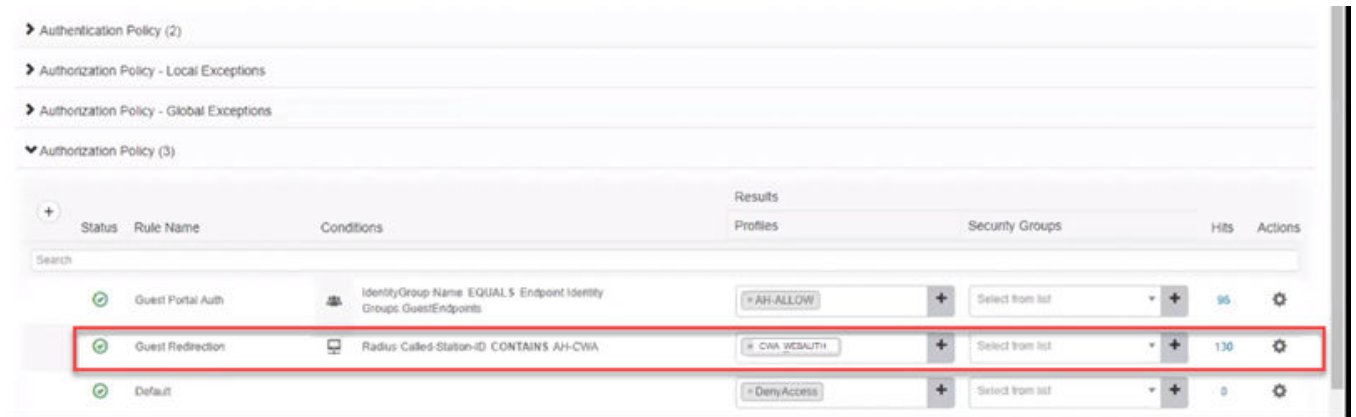 Authentication Policy (2)
Authorization Policy - Local Exceptions
Authorization Policy - Global Exceptions
Authorization Policy (3)
Results
Status Rule Name Conditions Profiles Security Groups Hits Actions
Search
Guest Portal Auth IdentityGroup Name EQUALS Endpoint Identity
Groups:GuestEndpoints AH-ALLOW Select from list 95
Guest Redirection Radius Called-Station-ID CONTAINS AH-CWA CWA_WEBAUTH Select from list 130
Default DenyAccess Select from list 0